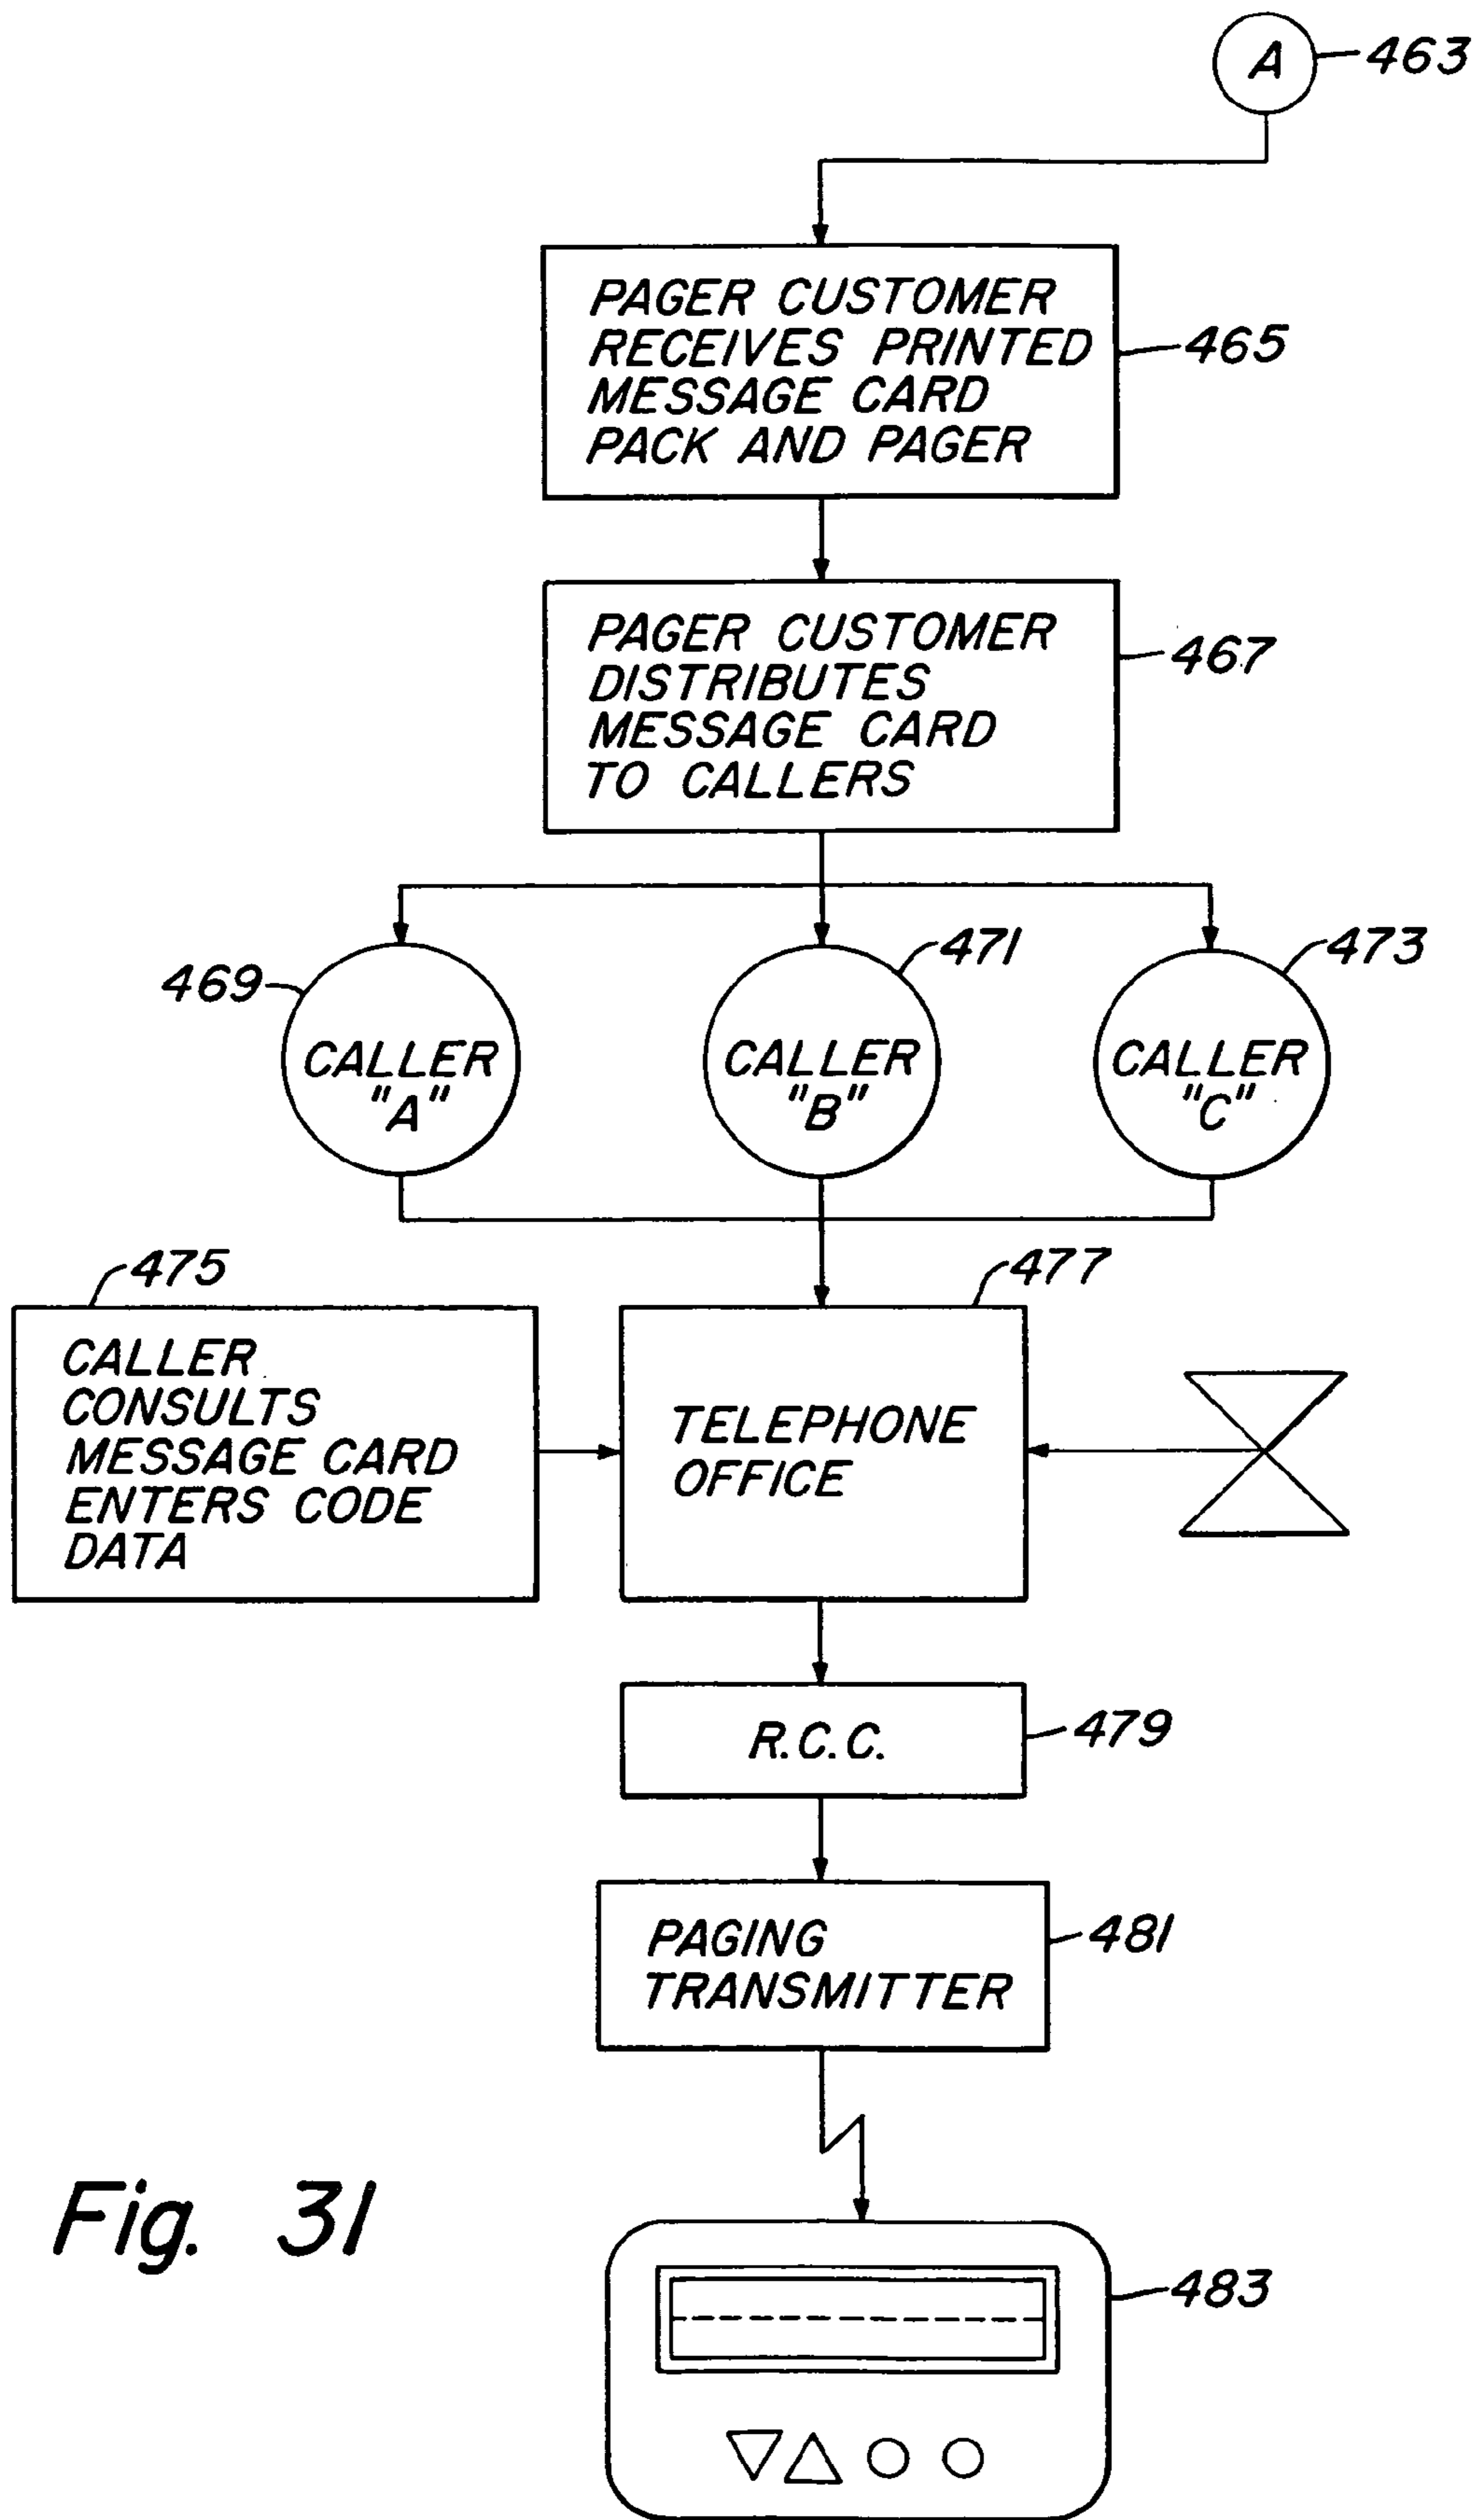 A
463
PAGER CUSTOMER
RECEIVES PRINTED
MESSAGE CARD
PACK AND PAGER
465
PAGER CUSTOMER
DISTRIBUTES
MESSAGE CARD
TO CALLERS
467
469
CALLER
"A"
471
CALLER
"B"
473
CALLER
"C"
475
CALLER
CONSULTS
MESSAGE CARD
ENTERS CODE
DATA
477
TELEPHONE
OFFICE
R.C.C.
479
PAGING
TRANSMITTER
481
Fig. 31
483